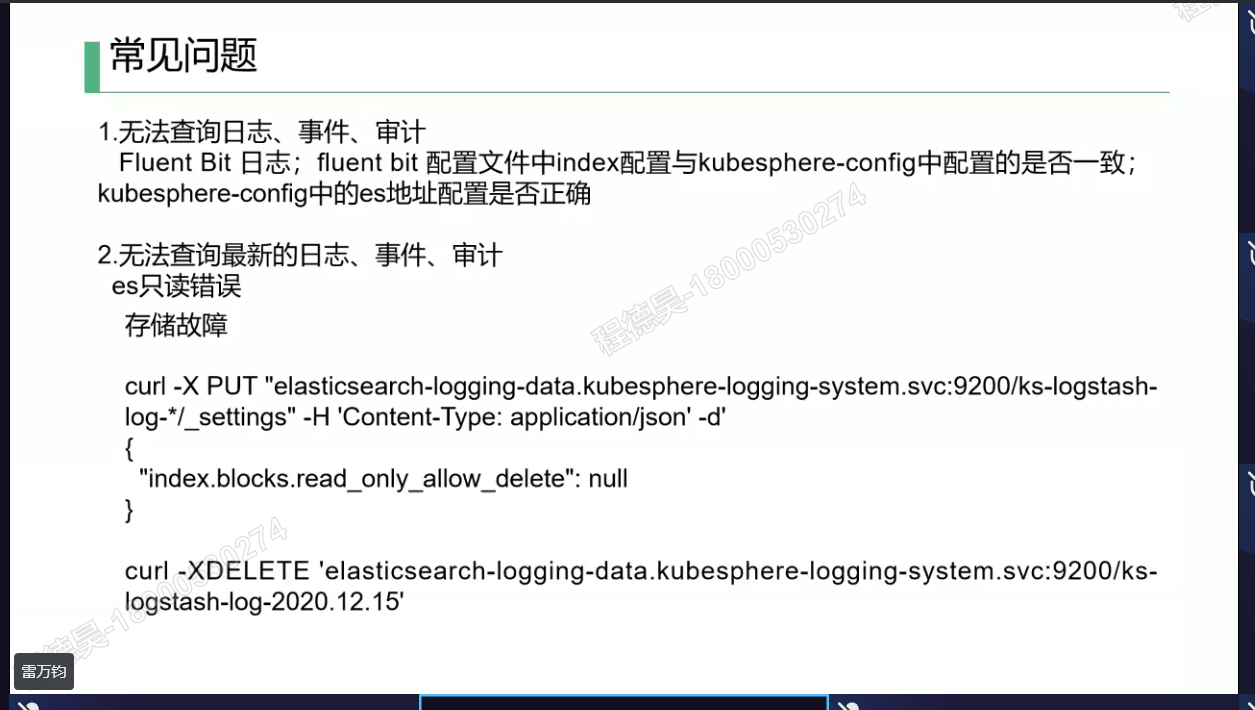 常见问题
1.无法查询日志、事件、审计
Fluent Bit 日志；fluent bit 配置文件中index配置与kubesphere-config中配置的是否一致；
kubesphere-config中的es地址配置是否正确
2.无法查询最新的日志、事件、审计
es只读错误
存储故障
curl -X PUT "elasticsearch-logging-data.kubesphere-logging-system.svc:9200/ks-logstash-
log-*/_settings" -H 'Content-Type: application/json' -d'
{
"index.blocks.read_only_allow_delete": null
}
curl -XDELETE 'elasticsearch-logging-data.kubesphere-logging-system.svc:9200/ks-
logstash-log-2020.12.15'
程德昊-18000530274
德昊-18000530274
雷万钧